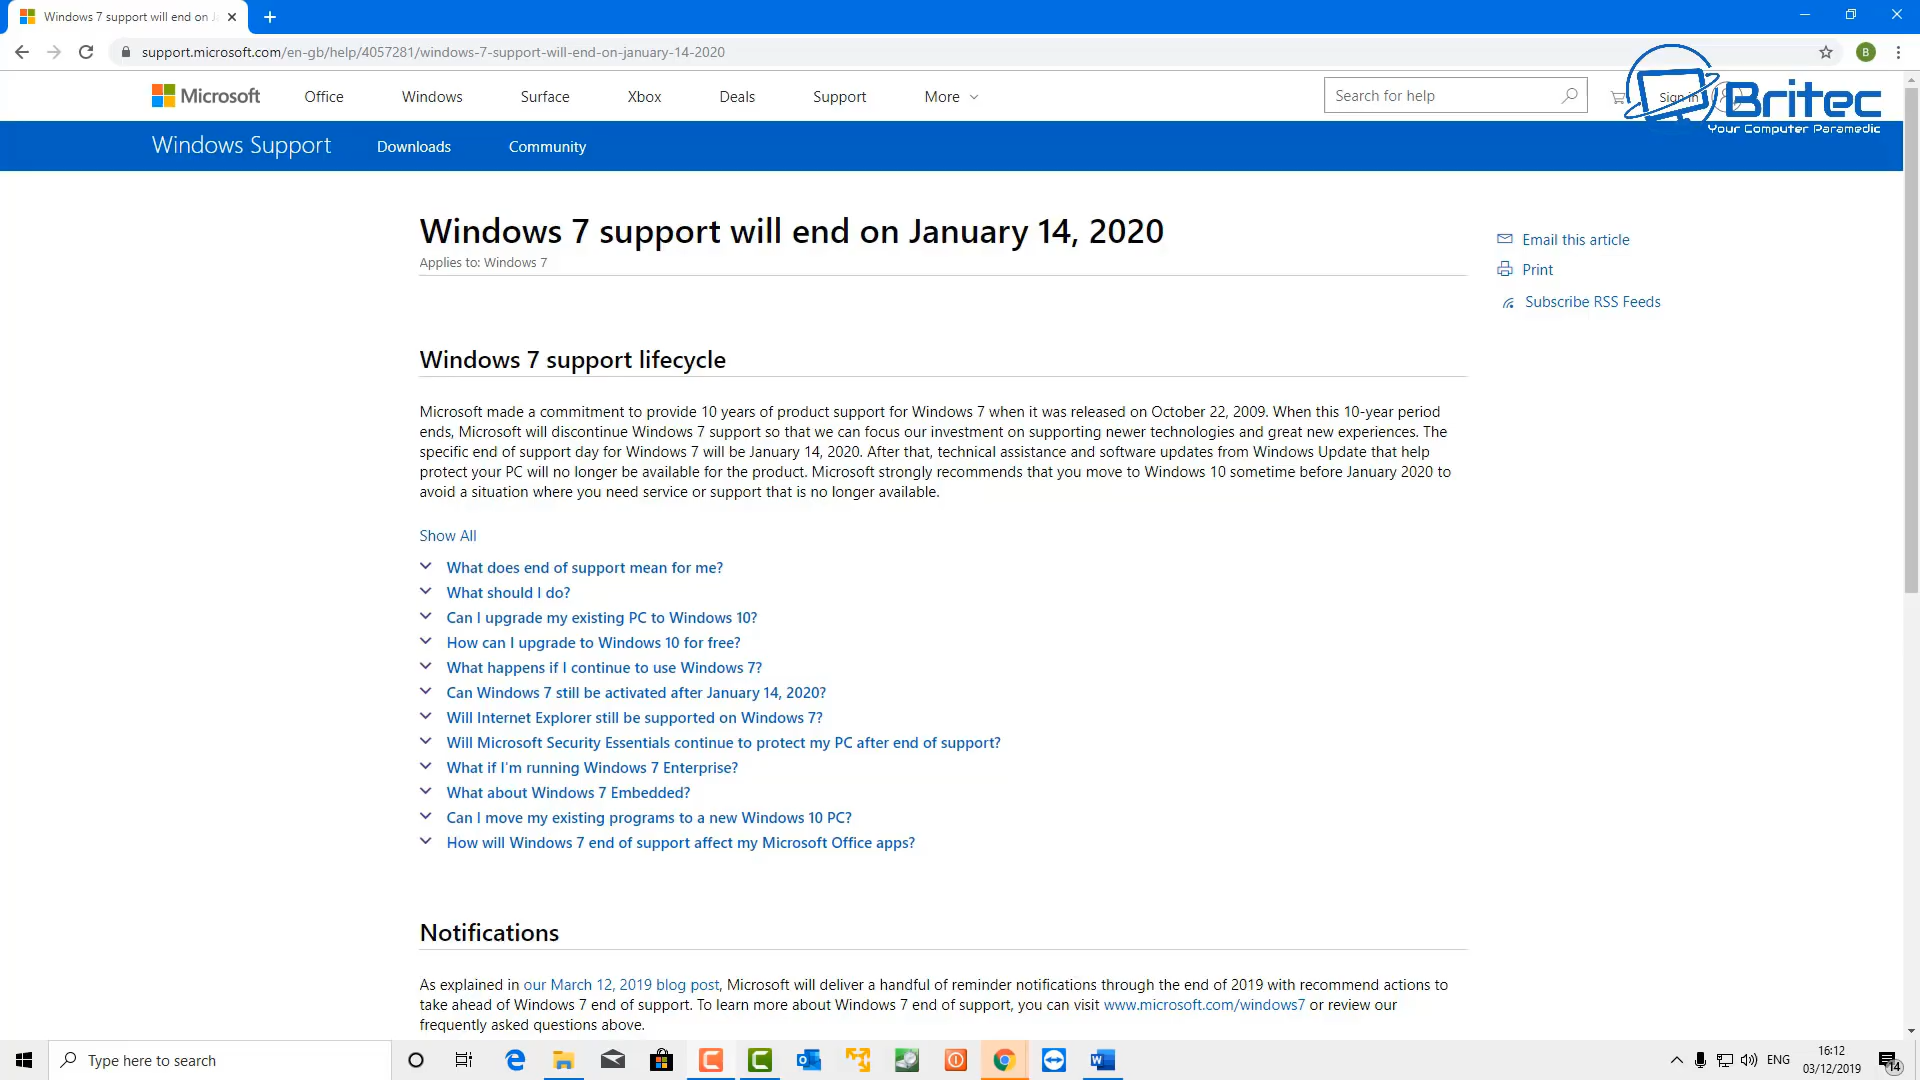 Windows 7 support will end on J
support.microsoft.com/en-gb/help/4057281/windows-7-support-will-end-on-january-14-2020
B
Microsoft
Office
Windows
Surface
Xbox
Deals
Support
More
Search for help
Sign in
Britec
Your Computer Paramedic
Windows Support
Downloads
Community
Windows 7 support will end on January 14, 2020
Applies to: Windows 7
Email this article
Print
Subscribe RSS Feeds
Windows 7 support lifecycle
Microsoft made a commitment to provide 10 years of product support for Windows 7 when it was released on October 22, 2009. When this 10-year period
ends, Microsoft will discontinue Windows 7 support so that we can focus our investment on supporting newer technologies and great new experiences. The
specific end of support day for Windows 7 will be January 14, 2020. After that, technical assistance and software updates from Windows Update that help
protect your PC will no longer be available for the product. Microsoft strongly recommends that you move to Windows 10 sometime before January 2020 to
avoid a situation where you need service or support that is no longer available.
Show All
What does end of support mean for me?
What should I do?
Can I upgrade my existing PC to Windows 10?
How can I upgrade to Windows 10 for free?
What happens if I continue to use Windows 7?
Can Windows 7 still be activated after January 14, 2020?
Will Internet Explorer still be supported on Windows 7?
Will Microsoft Security Essentials continue to protect my PC after end of support?
What if I'm running Windows 7 Enterprise?
What about Windows 7 Embedded?
Can I move my existing programs to a new Windows 10 PC?
How will Windows 7 end of support affect my Microsoft Office apps?
Notifications
As explained in our March 12, 2019 blog post, Microsoft will deliver a handful of reminder notifications through the end of 2019 with recommend actions to
take ahead of Windows 7 end of support. To learn more about Windows 7 end of support, you can visit www.microsoft.com/windows7 or review our
frequently asked questions above.
Type here to search
ENG
16:12
03/12/2019
14